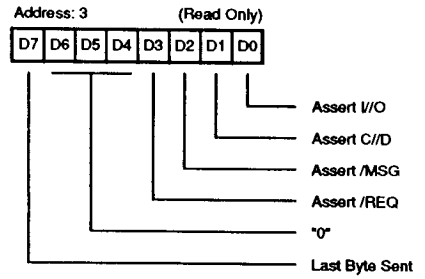 Address: 3 (Read Only)
D7 D6 D5 D4 D3 D2 D1 D0
Assert I//O
Assert C//D
Assert /MSG
Assert /REQ
"0"
Last Byte Sent